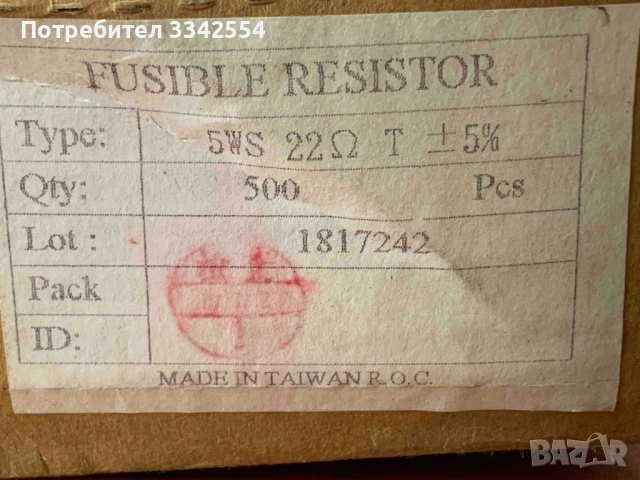 Потребител 3342554
FUSIBLE RESISTOR
Type: 5WS 22Ω T ±5%
Qty: 500 Pcs
Lot : 1817242
Pack
ID:
MADE IN TAIWAN R.O.C.
BAZAR